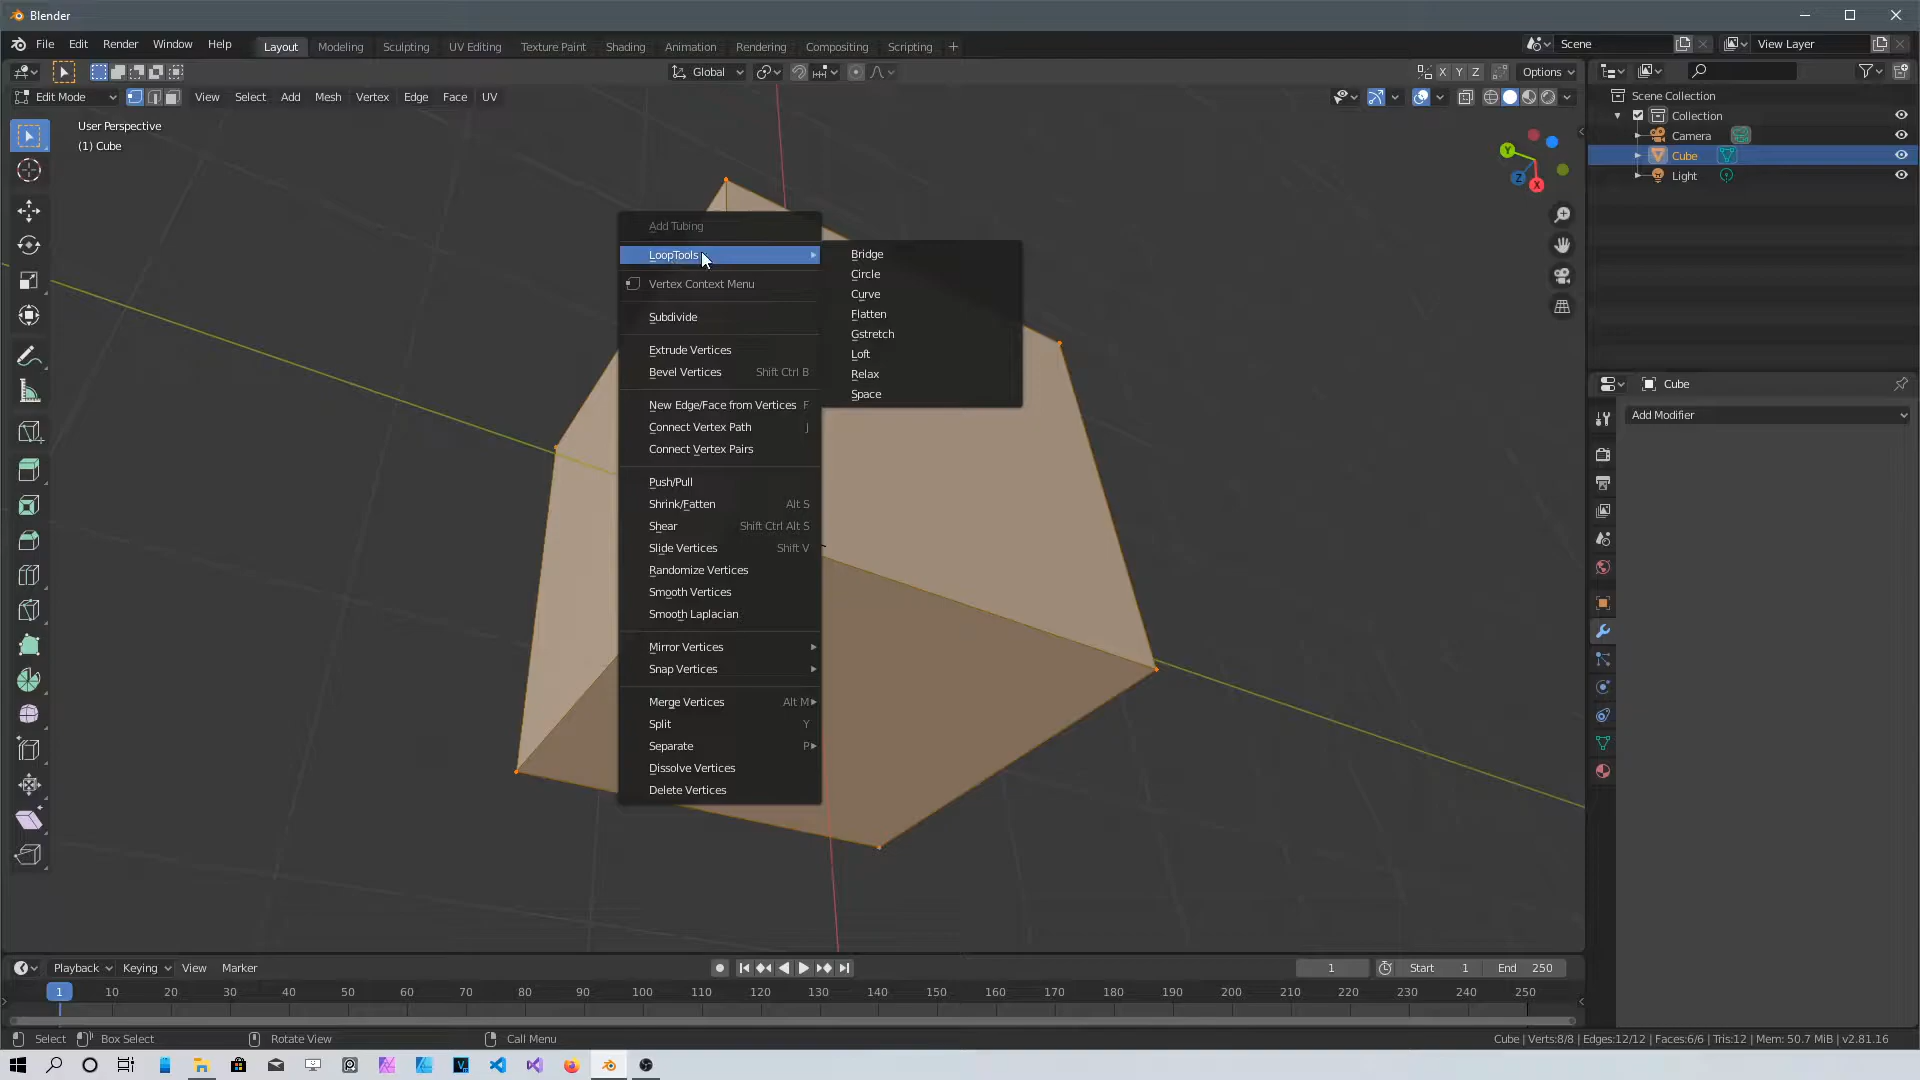 Blender
File Edit Render Window Help
Layout Modeling Sculpting UV Editing Texture Paint Shading Animation Rendering Compositing Scripting +
Scene
View Layer
Global
X Y Z
Options
Edit Mode
View Select Add Mesh Vertex Edge Face UV
User Perspective
(1) Cube
Y
Z
X
Add Tubing
LoopTools
Vertex Context Menu
Subdivide
Extrude Vertices
Bevel Vertices Shift Ctrl B
New Edge/Face from Vertices F
Connect Vertex Path J
Connect Vertex Pairs
Push/Pull
Shrink/Fatten Alt S
Shear Shift Ctrl Alt S
Slide Vertices Shift V
Randomize Vertices
Smooth Vertices
Smooth Laplacian
Mirror Vertices
Snap Vertices
Merge Vertices Alt M
Split Y
Separate P
Dissolve Vertices
Delete Vertices
Bridge
Circle
Curve
Flatten
Gstretch
Loft
Relax
Space
Scene Collection
Collection
Camera
Cube
Light
Cube
Add Modifier
Playback Keying View Marker
1
Start 1
End 250
1 10 20 30 40 50 60 70 80 90 100 110 120 130 140 150 160 170 180 190 200 210 220 230 240 250
Select Box Select Rotate View Call Menu
Cube | Verts:8/8 | Edges:12/12 | Faces:6/6 | Tris:12 | Mem: 50.7 MiB | v2.81.16